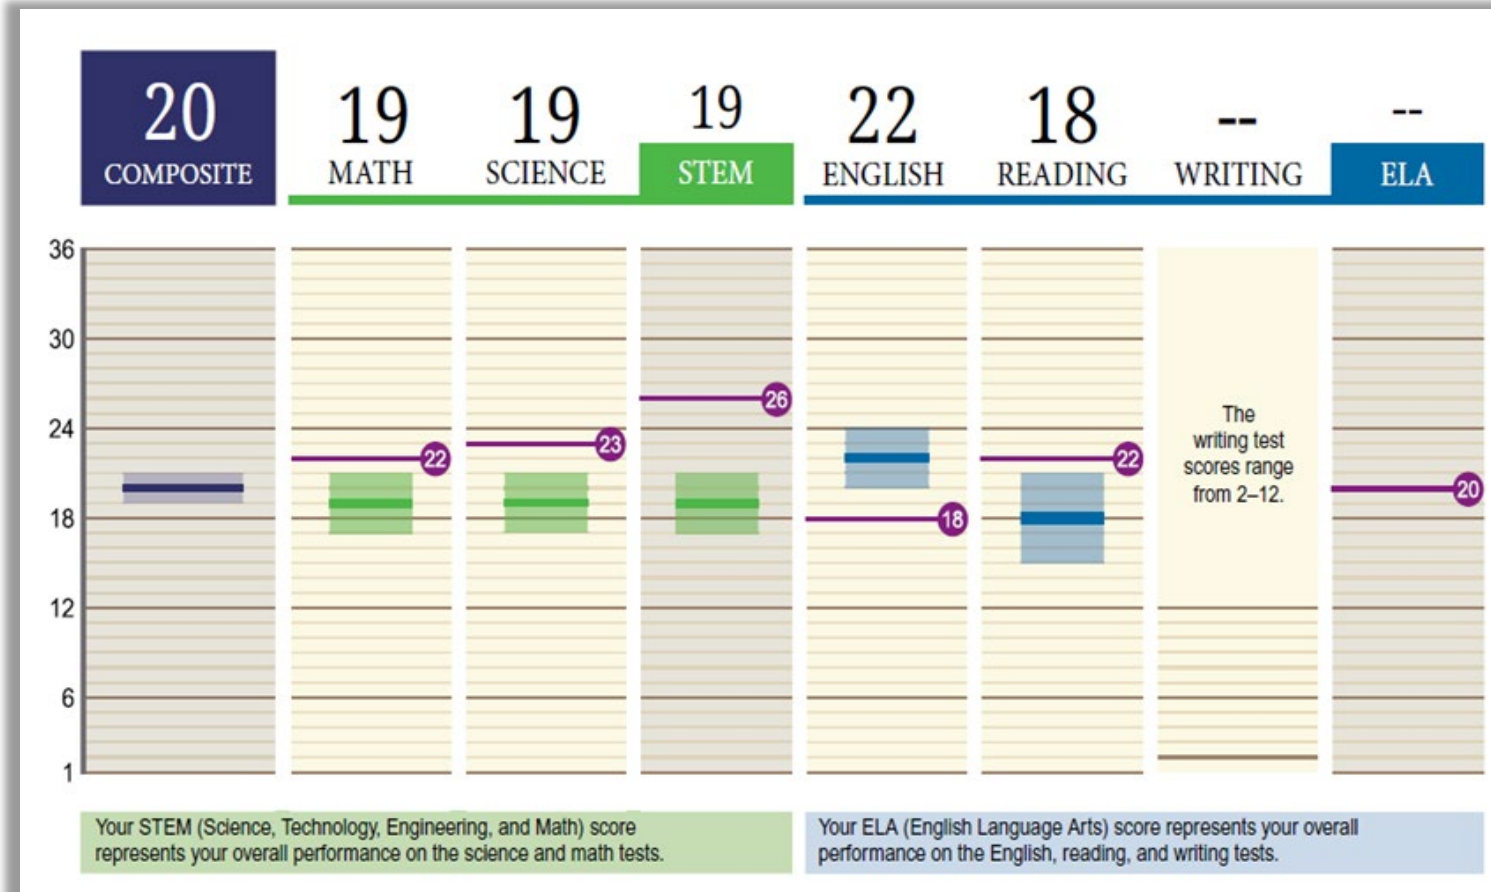 20
COMPOSITE
19
MATH
19
SCIENCE
19
STEM
22
ENGLISH
18
READING
--
WRITING
--
ELA
36
30
24
18
12
6
1
22
23
26
18
22
The
writing test
scores range
from 2–12.
20
Your STEM (Science, Technology, Engineering, and Math) score
represents your overall performance on the science and math tests.
Your ELA (English Language Arts) score represents your overall
performance on the English, reading, and writing tests.